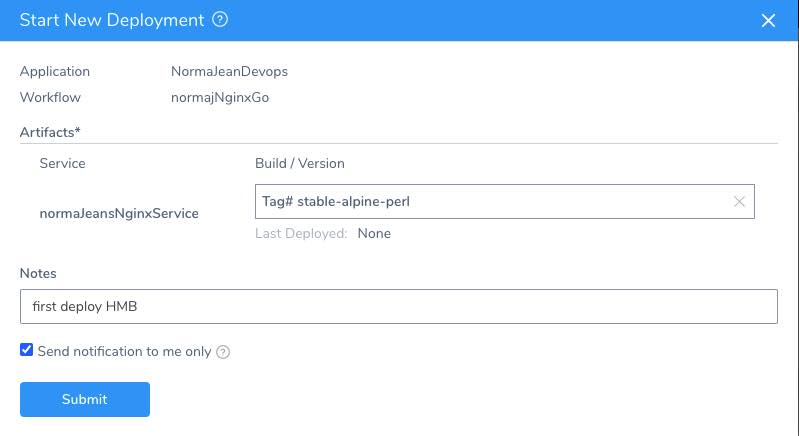 Start New Deployment ?
Application NormaJeanDevops
Workflow normajNginxGo
Artifacts*
Service Build / Version
normaJeansNginxService Tag# stable-alpine-perl
Last Deployed: None
Notes
first deploy HMB
Send notification to me only ?
Submit